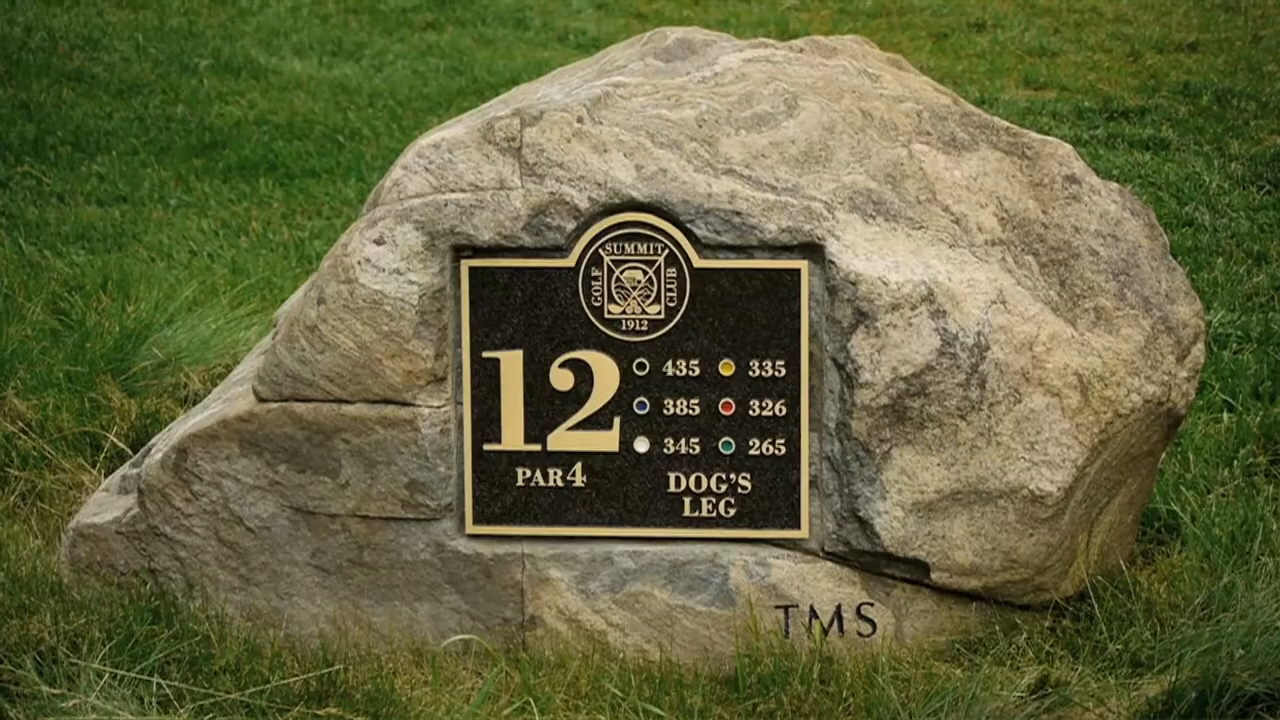 SUMMIT
GOLF CLUB
1912
12
435 335
385 326
345 265
PAR 4
DOG'S
LEG
TMS